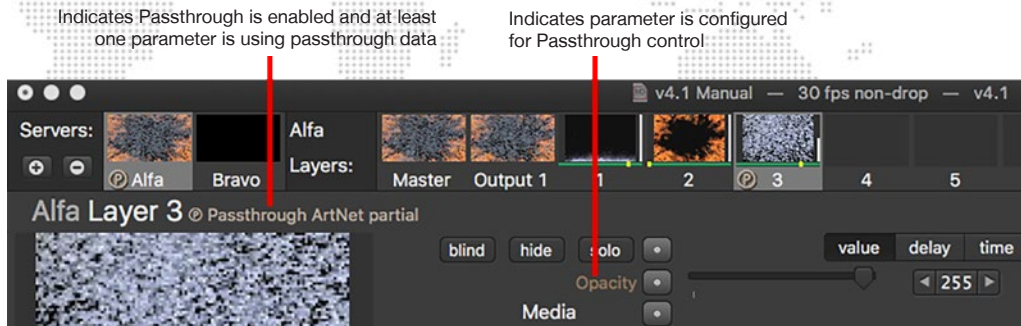 Indicates Passthrough is enabled and at least
one parameter is using passthrough data
Indicates parameter is configured
for Passthrough control
v4.1 Manual — 30 fps non-drop — v4.1
Servers:
Alfa
Layers:
Ⓟ Alfa
Bravo
Master
Output 1
1
2
Ⓟ 3
4
5
Alfa Layer 3 Ⓟ Passthrough ArtNet partial
blind
hide
solo
value
delay
time
Opacity
255
Media